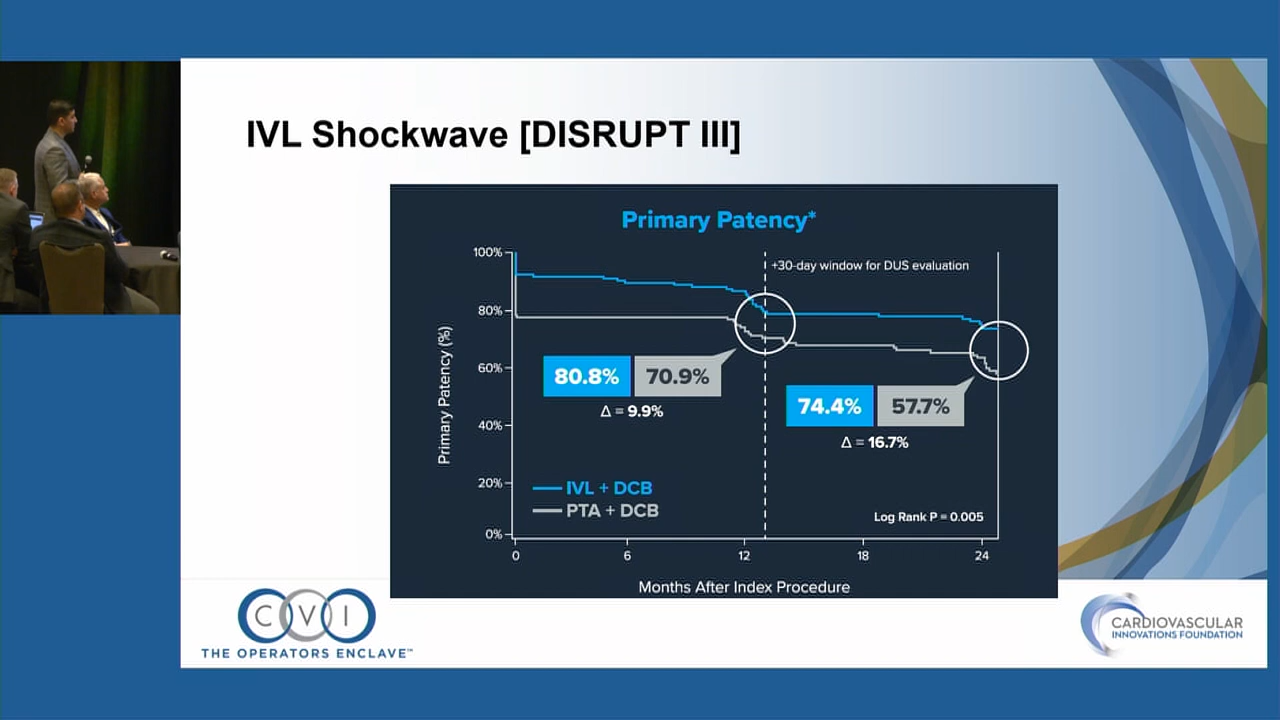 IVL Shockwave [DISRUPT III]
Primary Patency*
100%
80%
60%
40%
20%
0%
Primary Patency (%)
+30-day window for DUS evaluation
80.8% 70.9%
Δ = 9.9%
74.4% 57.7%
Δ = 16.7%
IVL + DCB
PTA + DCB
Log Rank P = 0.005
0 6 12 18 24
Months After Index Procedure
CVI
THE OPERATORS ENCLAVE™
CARDIOVASCULAR
INNOVATIONS FOUNDATION